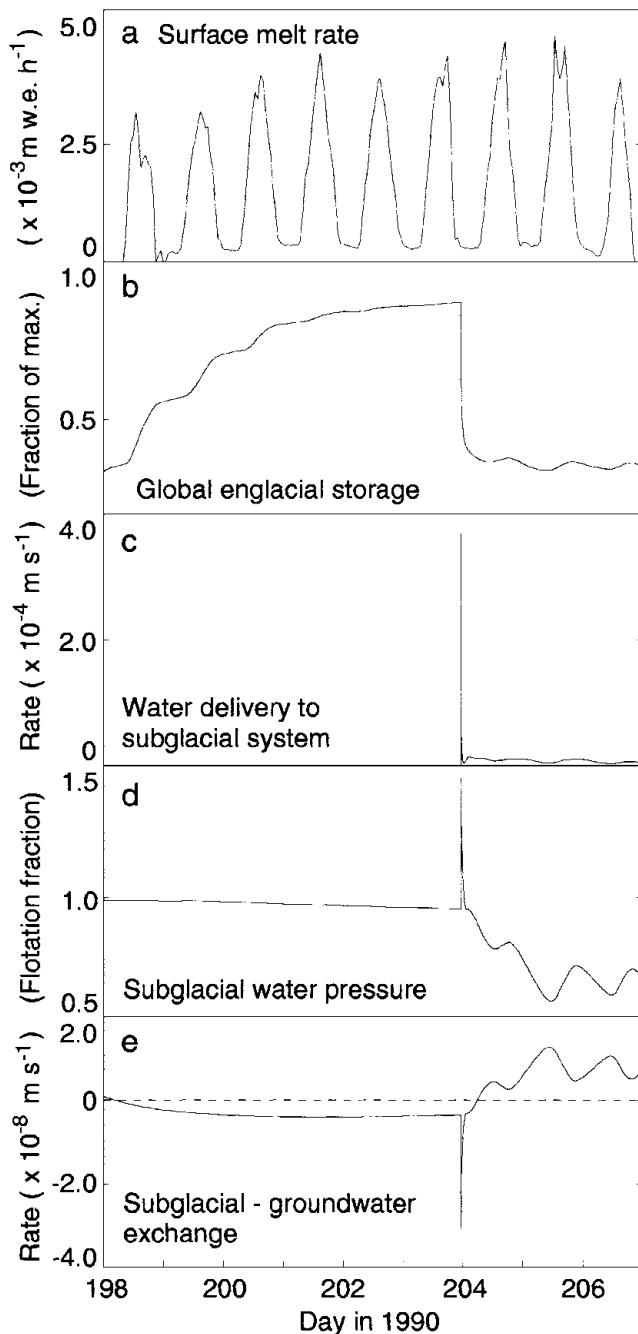 a Surface melt rate
( x 10⁻³ m w.e. h⁻¹)
5.0
2.5
0
b
(Fraction of max.)
1.0
0.5
Global englacial storage
c
Rate ( x 10⁻⁴ m s⁻¹)
4.0
2.0
0
Water delivery to
subglacial system
d
(Flotation fraction)
1.5
1.0
0.5
Subglacial water pressure
e
Rate ( x 10⁻⁸ m s⁻¹)
2.0
0
-2.0
-4.0
Subglacial - groundwater
exchange
198 200 202 204 206
Day in 1990